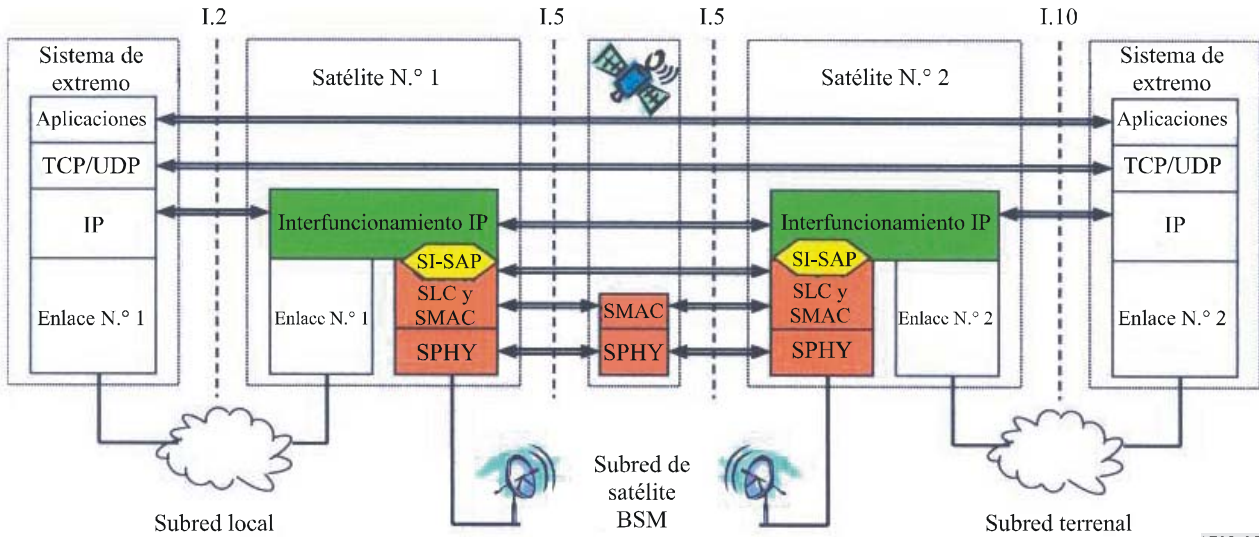 I.2
I.5
I.5
I.10
Sistema de
extremo
Aplicaciones
TCP/UDP
IP
Enlace N.° 1
Satélite N.° 1
Interfuncionamiento IP
SI-SAP
Enlace N.° 1
SLC y
SMAC
SPHY
SMAC
SPHY
Satélite N.° 2
Interfuncionamiento IP
SI-SAP
SLC y
SMAC
SPHY
Enlace N.° 2
Sistema de
extremo
Aplicaciones
TCP/UDP
IP
Enlace N.° 2
Subred local
Subred de
satélite
BSM
Subred terrenal